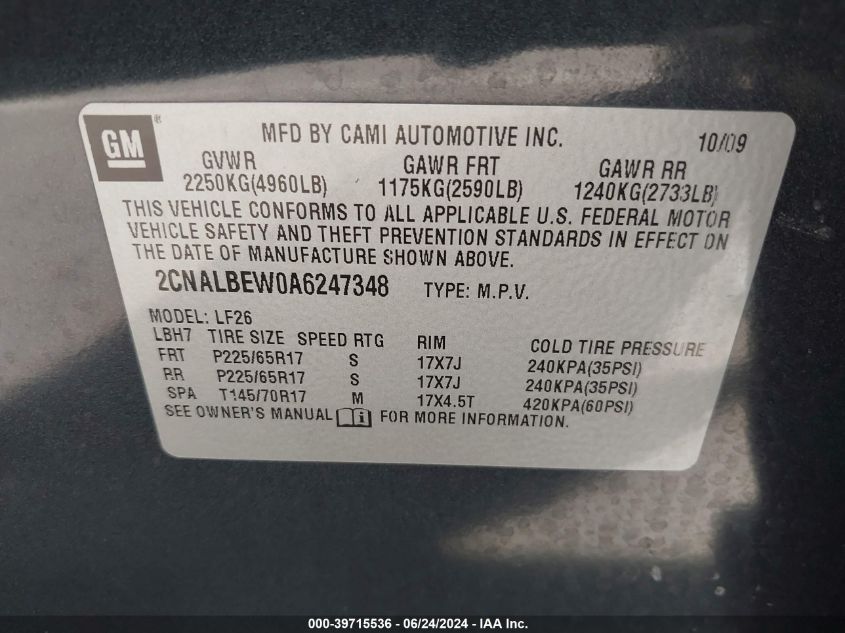 GM ®
MFD BY CAMI AUTOMOTIVE INC. 10/09
GVWR GAWR FRT GAWR RR
2250KG(4960LB) 1175KG(2590LB) 1240KG(2733LB)
THIS VEHICLE CONFORMS TO ALL APPLICABLE U.S. FEDERAL MOTOR
VEHICLE SAFETY AND THEFT PREVENTION STANDARDS IN EFFECT ON
THE DATE OF MANUFACTURE SHOWN ABOVE.
2CNALBEW0A6247348 TYPE: M.P.V.
MODEL: LF26
LBH7 TIRE SIZE SPEED RTG RIM COLD TIRE PRESSURE
FRT P225/65R17 S 17X7J 240KPA(35PSI)
RR P225/65R17 S 17X7J 240KPA(35PSI)
SPA T145/70R17 M 17X4.5T 420KPA(60PSI)
SEE OWNER'S MANUAL FOR MORE INFORMATION.
000-39715536 - 06/24/2024 - IAA Inc.